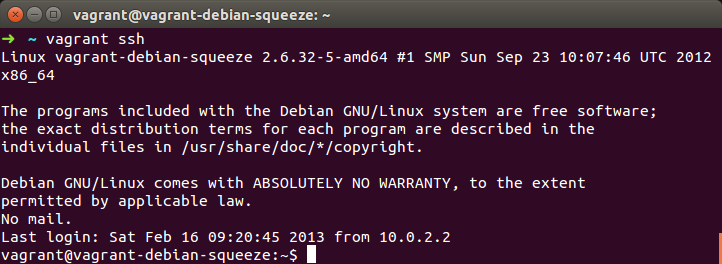 vagrant@vagrant-debian-squeeze: ~
➜ ~ vagrant ssh
Linux vagrant-debian-squeeze 2.6.32-5-amd64 #1 SMP Sun Sep 23 10:07:46 UTC 2012
x86_64
The programs included with the Debian GNU/Linux system are free software;
the exact distribution terms for each program are described in the
individual files in /usr/share/doc/*/copyright.
Debian GNU/Linux comes with ABSOLUTELY NO WARRANTY, to the extent
permitted by applicable law.
No mail.
Last login: Sat Feb 16 09:20:45 2013 from 10.0.2.2
vagrant@vagrant-debian-squeeze:~$